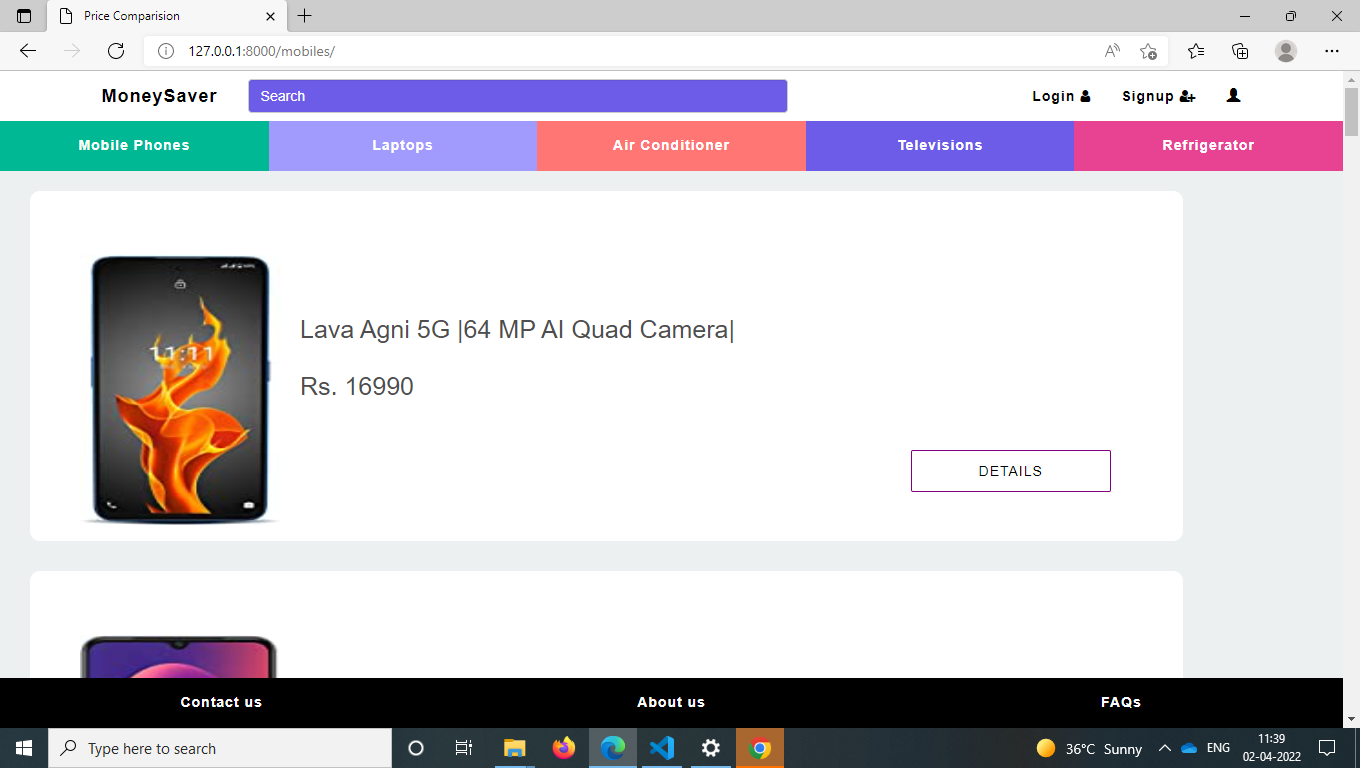 Price Comparision
127.0.0.1:8000/mobiles/
MoneySaver
Search
Login
Signup
Mobile Phones
Laptops
Air Conditioner
Televisions
Refrigerator
11:11
Lava Agni 5G |64 MP AI Quad Camera|
Rs. 16990
DETAILS
Contact us
About us
FAQs
Type here to search
36°C Sunny
ENG
11:39
02-04-2022